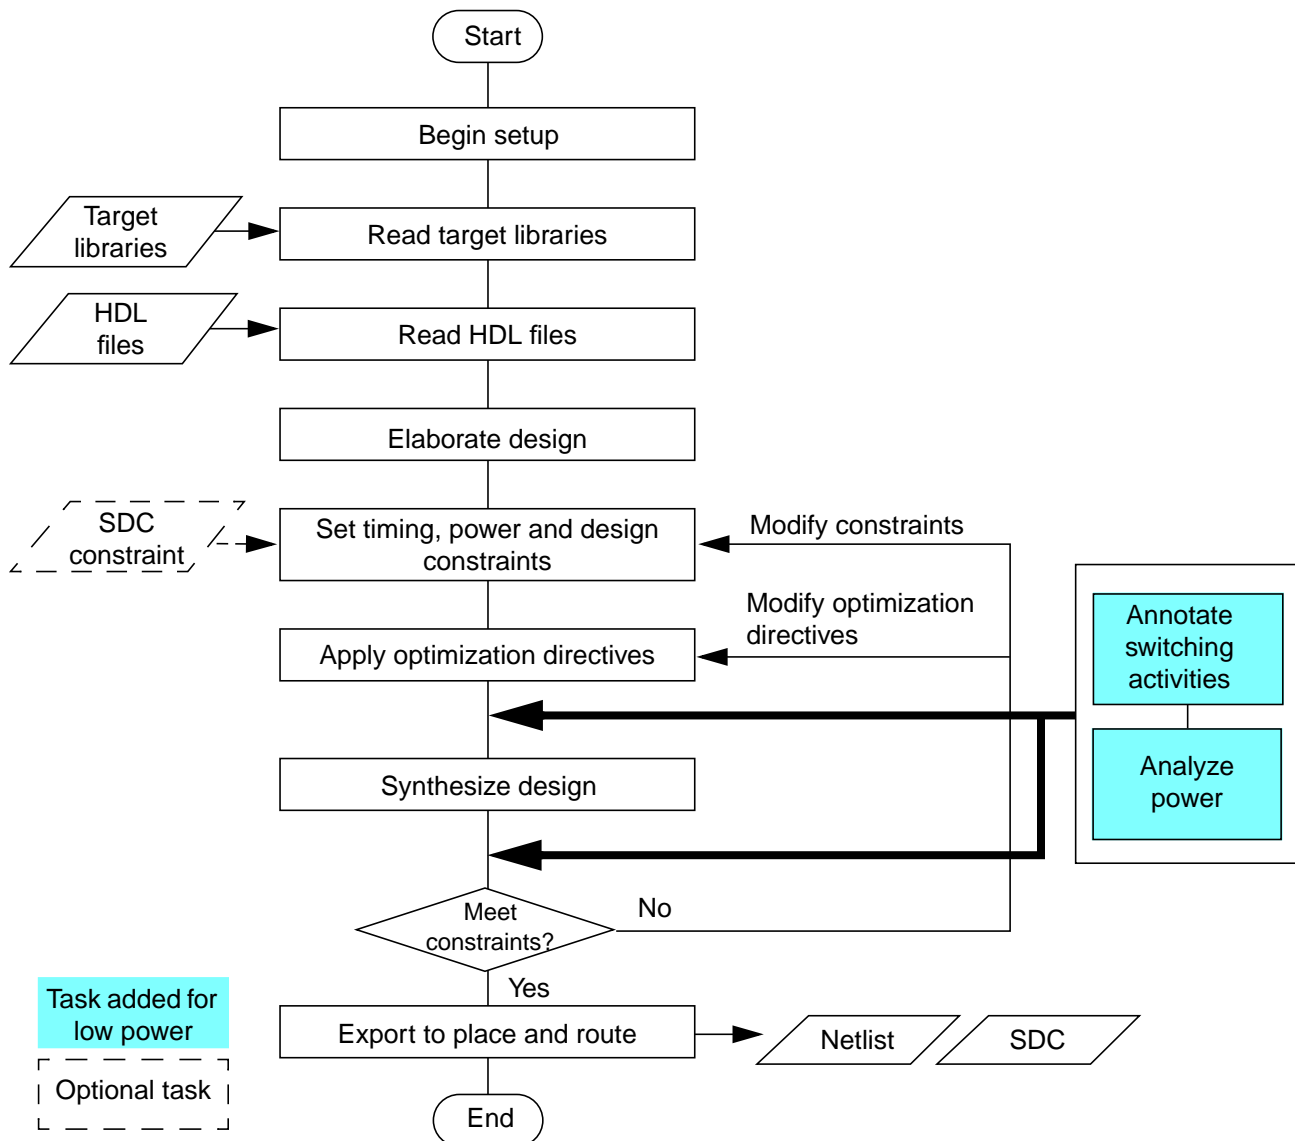 Start
Begin setup
Target
libraries
Read target libraries
HDL
files
Read HDL files
Elaborate design
SDC
constraint
Set timing, power and design
constraints
Modify constraints
Modify optimization
directives
Apply optimization directives
Annotate
switching
activities
Analyze
power
Synthesize design
Meet
constraints?
No
Yes
Task added for
low power
Export to place and route
Netlist
SDC
Optional task
End